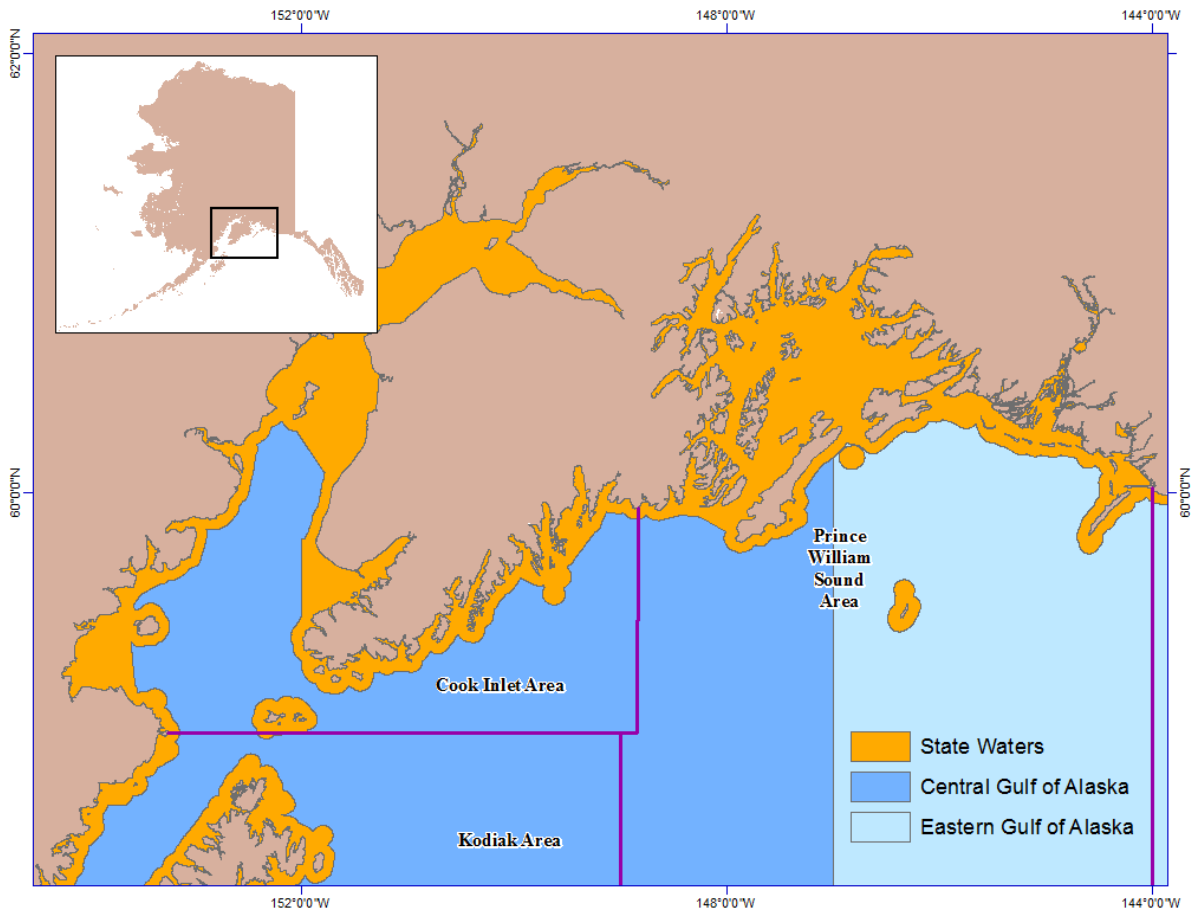 152°0'0"W
148°0'0"W
144°0'0"W
62°0'0"N
60°0'0"N
60°0'0"N
Prince
William
Sound
Area
Cook Inlet Area
Kodiak Area
State Waters
Central Gulf of Alaska
Eastern Gulf of Alaska
152°0'0"W
148°0'0"W
144°0'0"W